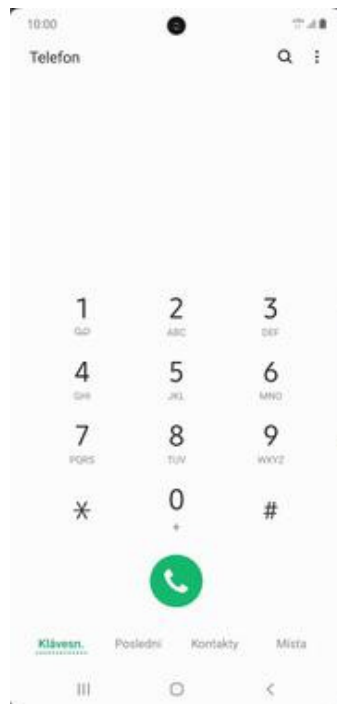 10:00
Telefon
1 2 3
ABC DEF
4 5 6
GHI JKL MNO
7 8 9
PQRS TUV WXYZ
* 0 #
+
Klávesn. Poslední Kontakty Místa